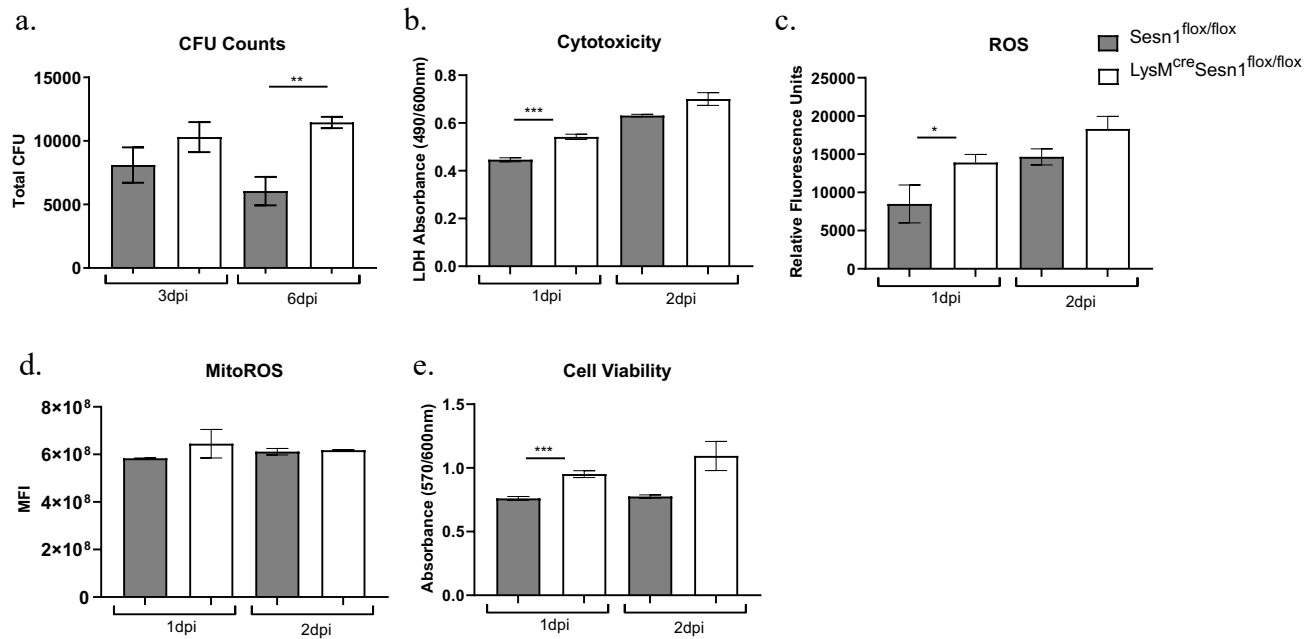 a.
CFU Counts
Total CFU
15000
10000
5000
0
**
3dpi
6dpi
b.
Cytotoxicity
LDH Absorbance (490/600nm)
0.8
0.6
0.4
0.2
0.0
***
1dpi
2dpi
c.
ROS
Relative Fluorescence Units
25000
20000
15000
10000
5000
0
*
1dpi
2dpi
Sesn1flox/flox
LysMcreSesn1flox/flox
d.
MitoROS
MFI
8×10⁸
6×10⁸
4×10⁸
2×10⁸
0
1dpi
2dpi
e.
Cell Viability
Absorbance (570/600nm)
1.5
1.0
0.5
0.0
***
1dpi
2dpi